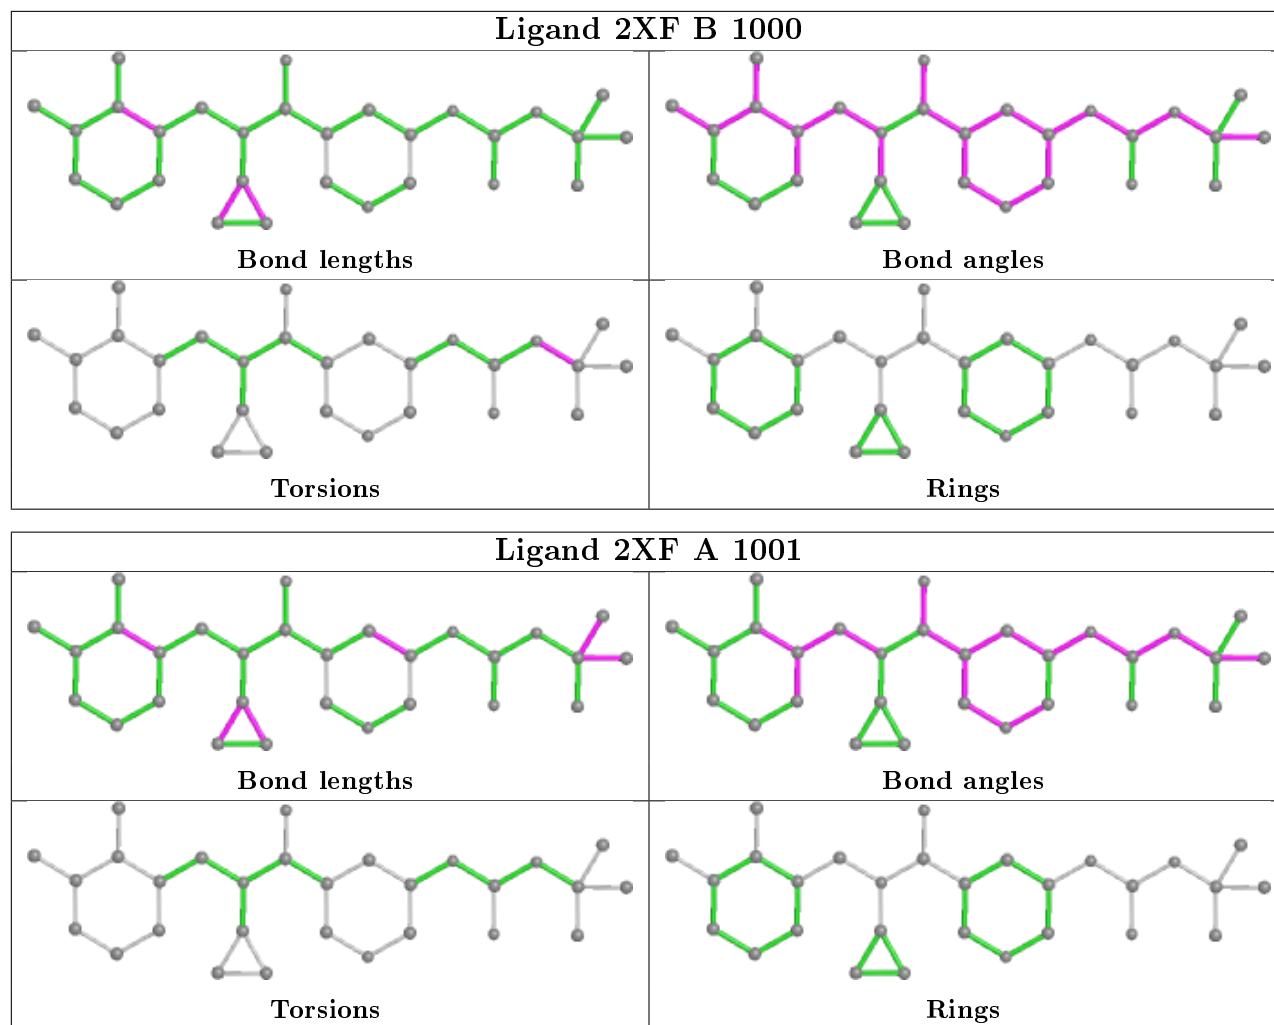 Ligand 2XF B 1000
Bond lengths
Bond angles
Torsions
Rings
Ligand 2XF A 1001
Bond lengths
Bond angles
Torsions
Rings